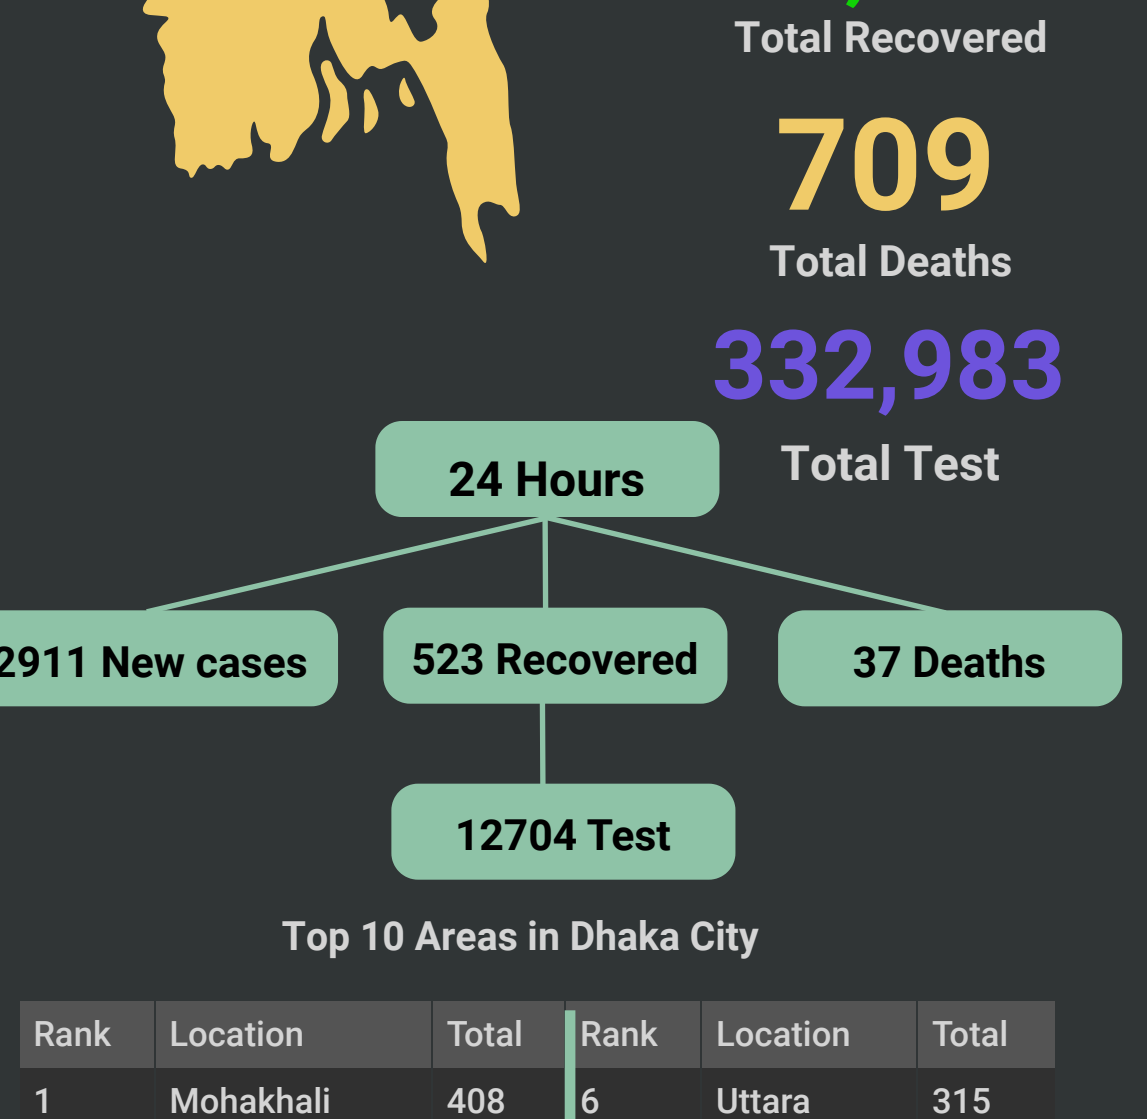 Total Recovered
709
Total Deaths
332,983
Total Test
24 Hours
2911 New cases
523 Recovered
37 Deaths
12704 Test
Top 10 Areas in Dhaka City
Rank Location Total Rank Location Total
1 Mohakhali 408 6 Uttara 315